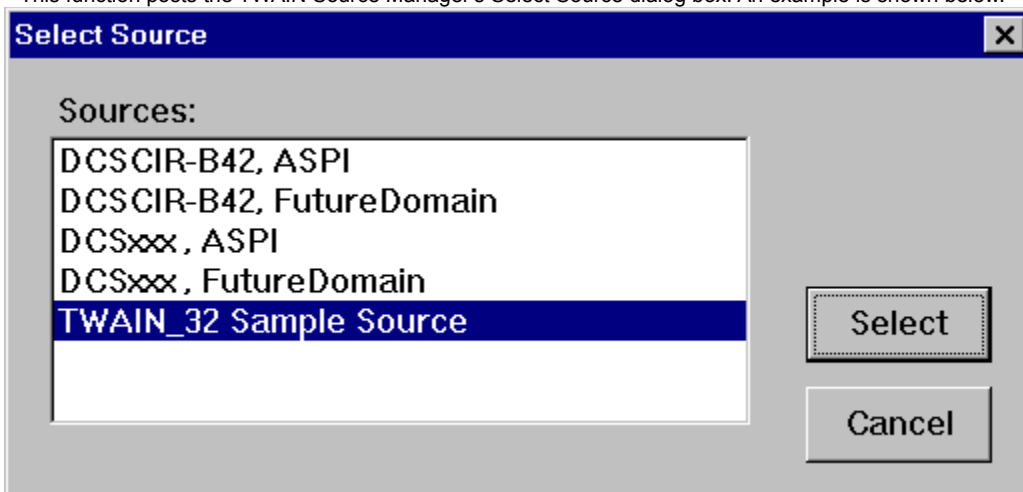 This function posts the TWAIN Source Manager's Select Source dialog box. An example is shown below.
Select Source
Sources:
DCSCIR-B42, ASPI
DCSCIR-B42, FutureDomain
DCSxxx , ASPI
DCSxxx , FutureDomain
TWAIN_32 Sample Source
Select
Cancel